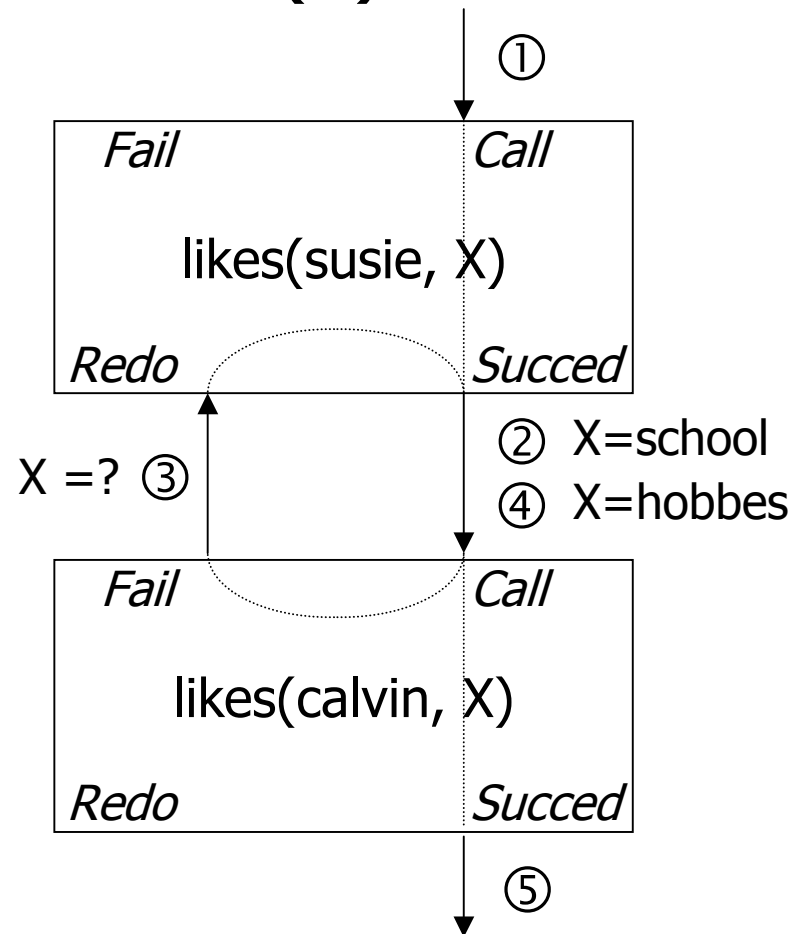 ①
Fail Call
likes(susie, X)
Redo Succed
② X=school
X =? ③
④ X=hobbes
Fail Call
likes(calvin, X)
Redo Succed
⑤